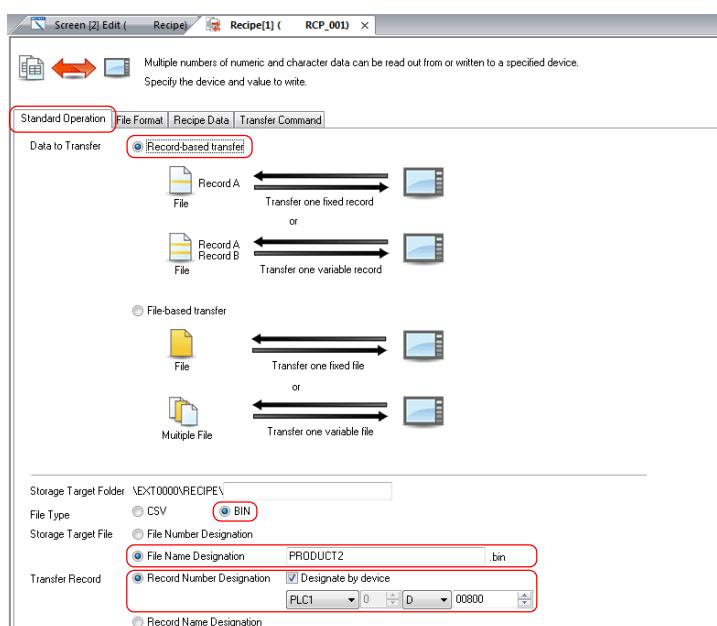 Screen [2] Edit ( Recipe) Recipe[1] ( RCP_001) ×
Multiple numbers of numeric and character data can be read out from or written to a specified device.
Specify the device and value to write.
Standard Operation File Format Recipe Data Transfer Command
Data to Transfer Record-based transfer
Record A
File Transfer one fixed record
or
Record A
Record B
File Transfer one variable record
File-based transfer
File Transfer one fixed file
or
Multiple File Transfer one variable file
Storage Target Folder \EXT0000\RECIPE\
File Type CSV BIN
Storage Target File File Number Designation
File Name Designation PRODUCT2 .bin
Transfer Record Record Number Designation Designate by device
PLC1 0 D 00800
Record Name Designation